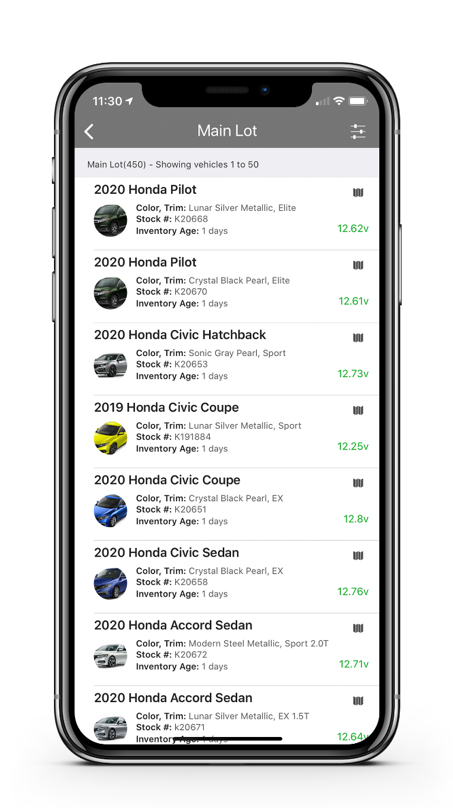 11:30
Main Lot
Main Lot(450) - Showing vehicles 1 to 50
2020 Honda Pilot
Color, Trim: Lunar Silver Metallic, Elite
Stock #: K20668
Inventory Age: 1 days
12.62v
2020 Honda Pilot
Color, Trim: Crystal Black Pearl, Elite
Stock #: K20670
Inventory Age: 1 days
12.61v
2020 Honda Civic Hatchback
Color, Trim: Sonic Gray Pearl, Sport
Stock #: K20653
Inventory Age: 1 days
12.73v
2019 Honda Civic Coupe
Color, Trim: Lunar Silver Metallic, Sport
Stock #: K191884
Inventory Age: 1 days
12.25v
2020 Honda Civic Coupe
Color, Trim: Crystal Black Pearl, EX
Stock #: K20651
Inventory Age: 1 days
12.8v
2020 Honda Civic Sedan
Color, Trim: Crystal Black Pearl, EX
Stock #: K20658
Inventory Age: 1 days
12.76v
2020 Honda Accord Sedan
Color, Trim: Modern Steel Metallic, Sport 2.0T
Stock #: K20672
Inventory Age: 1 days
12.71v
2020 Honda Accord Sedan
Color, Trim: Lunar Silver Metallic, EX 1.5T
Stock #: k20671
Inventory Age: 1 days
12.64v